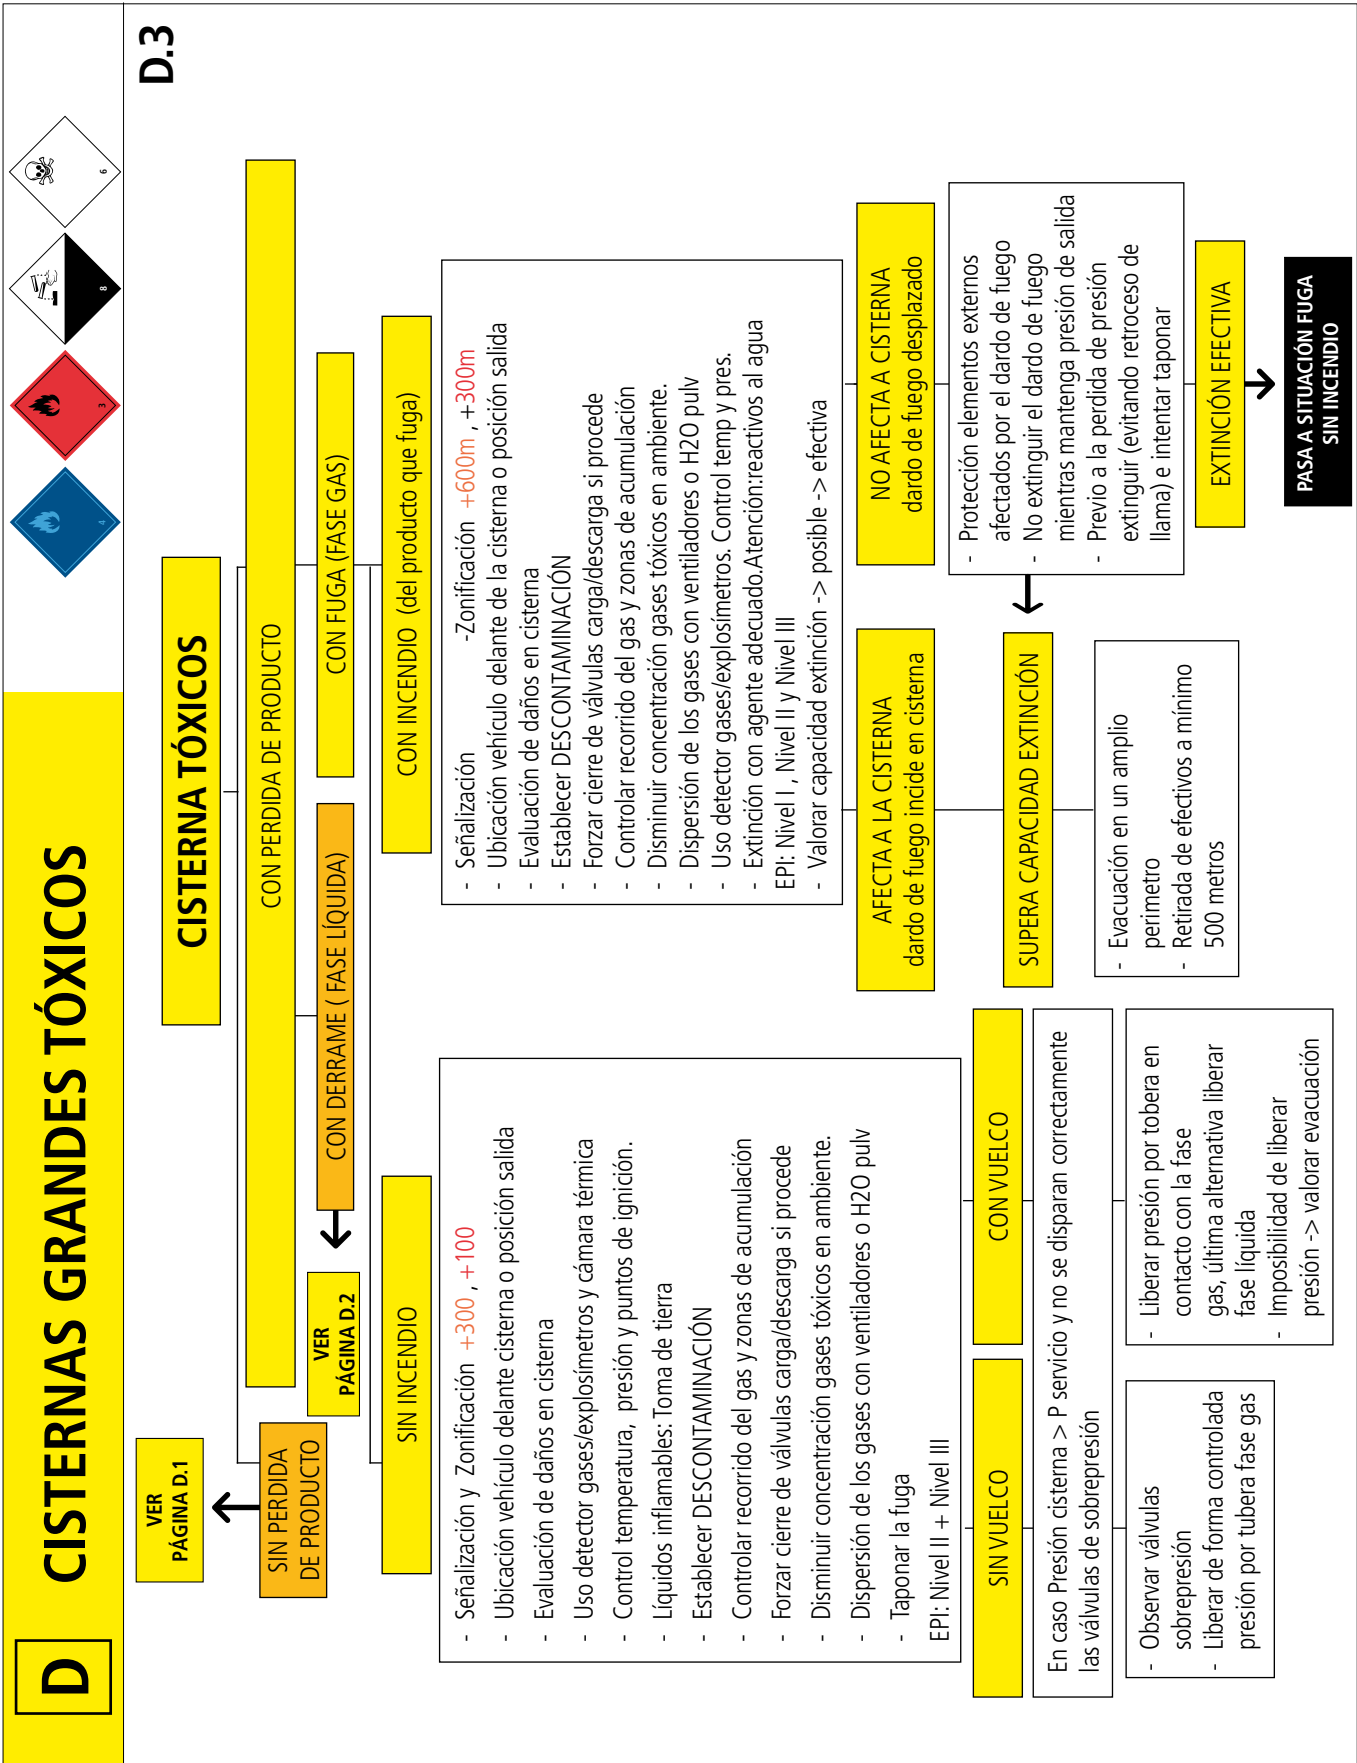 D
CISTERNAS GRANDES TÓXICOS
4
3
8
6
D.3
CISTERNA TÓXICOS
VER
PÁGINA D.1
SIN PERDIDA
DE PRODUCTO
CON PERDIDA DE PRODUCTO
VER
PÁGINA D.2
CON DERRAME ( FASE LÍQUIDA)
CON FUGA (FASE GAS)
SIN INCENDIO
- Señalización y Zonificación +300 , +100
- Ubicación vehículo delante cisterna o posición salida
- Evaluación de daños en cisterna
- Uso detector gases/explosímetros y cámara térmica
- Control temperatura, presión y puntos de ignición.
- Líquidos inflamables: Toma de tierra
- Establecer DESCONTAMINACIÓN
- Controlar recorrido del gas y zonas de acumulación
- Forzar cierre de válvulas carga/descarga si procede
- Disminuir concentración gases tóxicos en ambiente.
- Dispersión de los gases con ventiladores o H2O pulv
- Taponar la fuga
EPI: Nivel II + Nivel III
SIN VUELCO
CON VUELCO
En caso Presión cisterna > P servicio y no se disparan correctamente
las válvulas de sobrepresión
- Observar válvulas
sobrepresión
- Liberar de forma controlada
presión por tubera fase gas
- Liberar presión por tobera en
contacto con la fase
gas, última alternativa liberar
fase líquida
- Imposibilidad de liberar
presión -> valorar evacuación
CON INCENDIO (del producto que fuga)
- Señalización -Zonificación +600m , +300m
- Ubicación vehículo delante de la cisterna o posición salida
- Evaluación de daños en cisterna
- Establecer DESCONTAMINACIÓN
- Forzar cierre de válvulas carga/descarga si procede
- Controlar recorrido del gas y zonas de acumulación
- Disminuir concentración gases tóxicos en ambiente.
- Dispersión de los gases con ventiladores o H2O pulv
- Uso detector gases/explosímetros. Control temp y pres.
- Extinción con agente adecuado.Atención:reactivos al agua
EPI: Nivel I , Nivel II y Nivel III
- Valorar capacidad extinción -> posible -> efectiva
AFECTA A LA CISTERNA
dardo de fuego incide en cisterna
NO AFECTA A CISTERNA
dardo de fuego desplazado
SUPERA CAPACIDAD EXTINCIÓN
- Evacuación en un amplio
perimetro
- Retirada de efectivos a mínimo
500 metros
- Protección elementos externos
afectados por el dardo de fuego
- No extinguir el dardo de fuego
mientras mantenga presión de salida
- Previo a la perdida de presión
extinguir (evitando retroceso de
llama) e intentar taponar
EXTINCIÓN EFECTIVA
PASA A SITUACIÓN FUGA
SIN INCENDIO